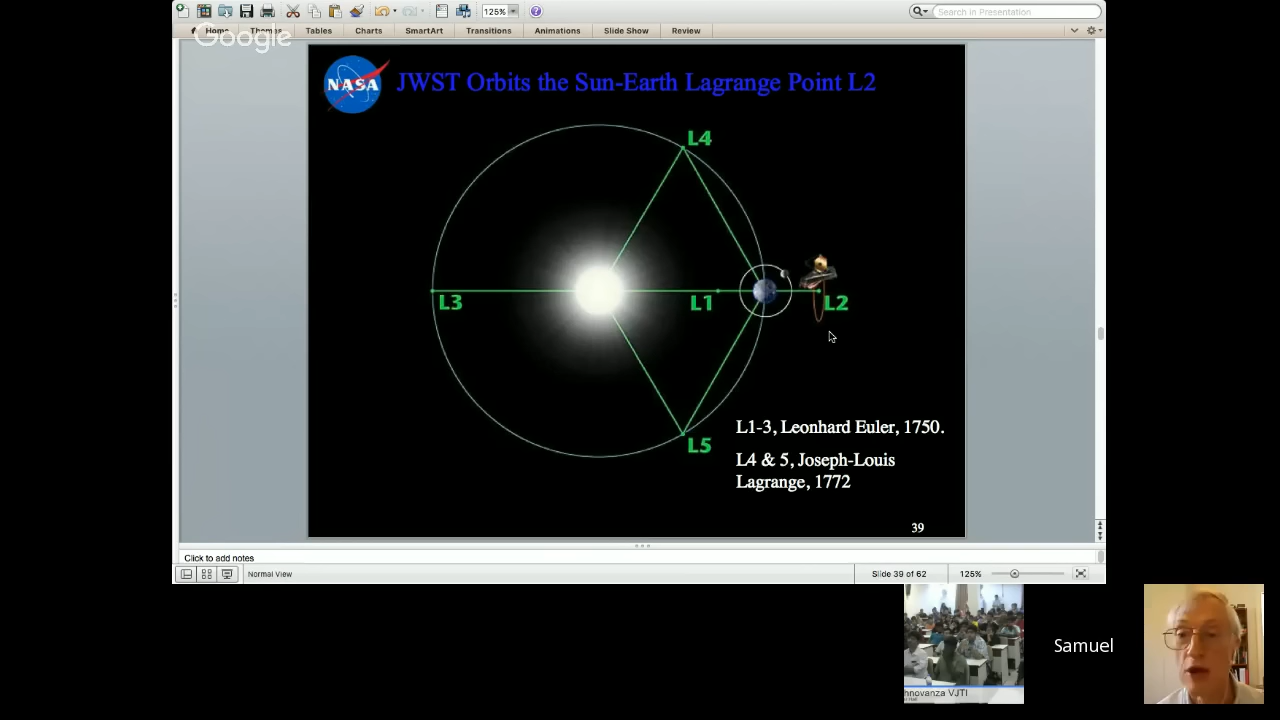 125%
Search in Presentation
Home Themes Tables Charts SmartArt Transitions Animations Slide Show Review
Google
NASA
JWST Orbits the Sun-Earth Lagrange Point L2
L4
L3
L1
L2
L5
L1-3, Leonhard Euler, 1750.
L4 & 5, Joseph-Louis
Lagrange, 1772
39
Click to add notes
Normal View
Slide 39 of 62
125%
Samuel
hnovanza VJTI